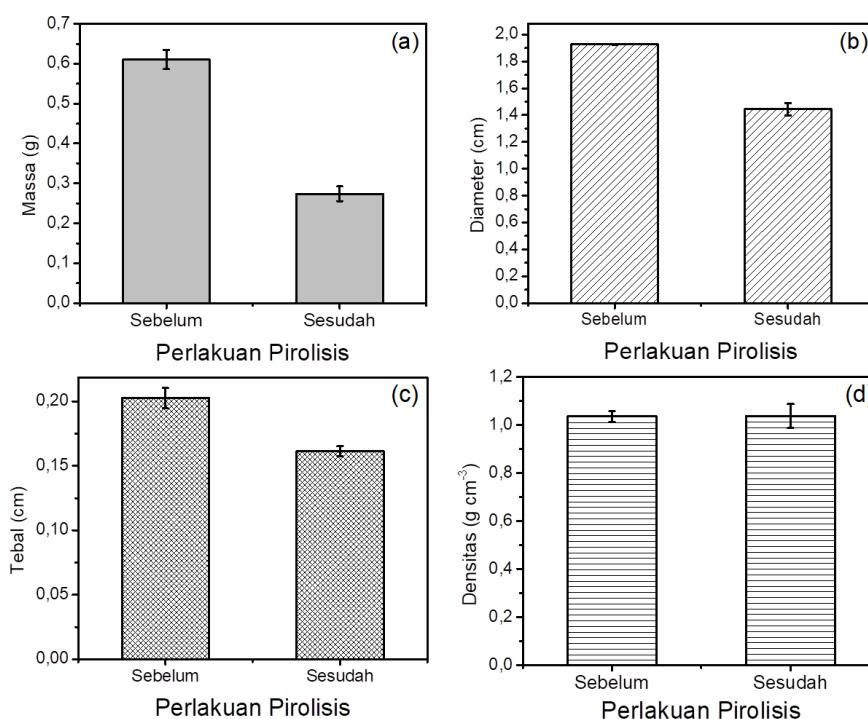 (a)
0,7
0,6
0,5
0,4
0,3
0,2
0,1
0,0
Massa (g)
Sebelum Sesudah
Perlakuan Pirolisis
(b)
2,0
1,8
1,6
1,4
1,2
1,0
0,8
0,6
0,4
0,2
0,0
Diameter (cm)
Sebelum Sesudah
Perlakuan Pirolisis
(c)
0,20
0,15
0,10
0,05
0,00
Tebal (cm)
Sebelum Sesudah
Perlakuan Pirolisis
(d)
1,2
1,0
0,8
0,6
0,4
0,2
0,0
Densitas (g cm⁻³)
Sebelum Sesudah
Perlakuan Pirolisis